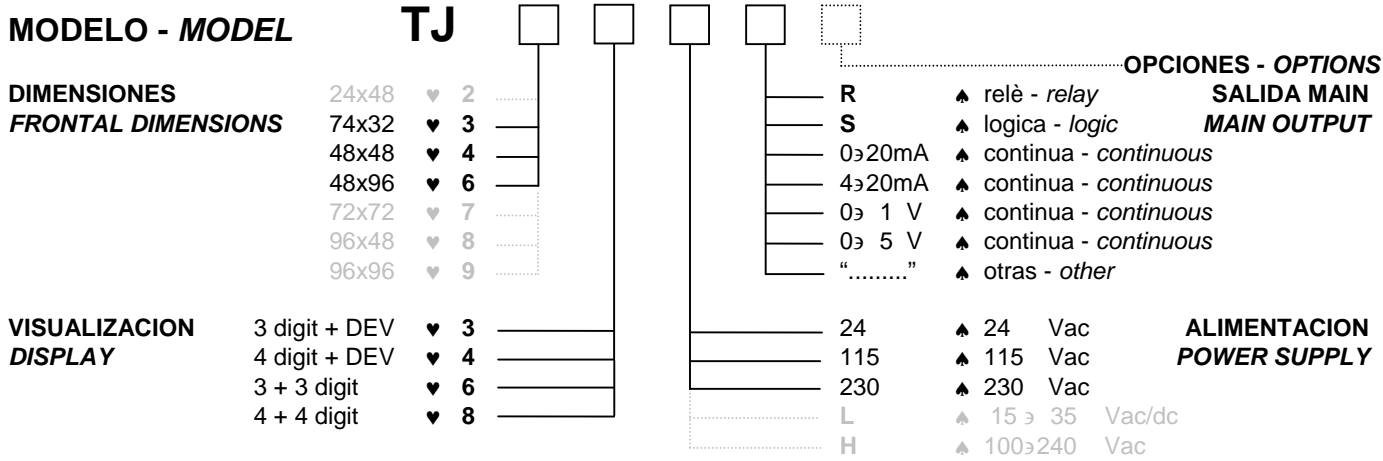 MODELO - MODEL TJ
OPCIONES - OPTIONS
DIMENSIONES 24x48 ♥ 2 R ♠ relè - relay SALIDA MAIN
FRONTAL DIMENSIONS 74x32 ♥ 3 S ♠ logica - logic MAIN OUTPUT
48x48 ♥ 4 0϶20mA ♠ continua - continuous
48x96 ♥ 6 4϶20mA ♠ continua - continuous
72x72 ♥ 7 0϶ 1 V ♠ continua - continuous
96x48 ♥ 8 0϶ 5 V ♠ continua - continuous
96x96 ♥ 9 “.........” ♠ otras - other
VISUALIZACION 3 digit + DEV ♥ 3 24 ♠ 24 Vac ALIMENTACION
DISPLAY 4 digit + DEV ♥ 4 115 ♠ 115 Vac POWER SUPPLY
3 + 3 digit ♥ 6 230 ♠ 230 Vac
4 + 4 digit ♥ 8 L ♠ 15 ϶ 35 Vac/dc
H ♠ 100϶240 Vac